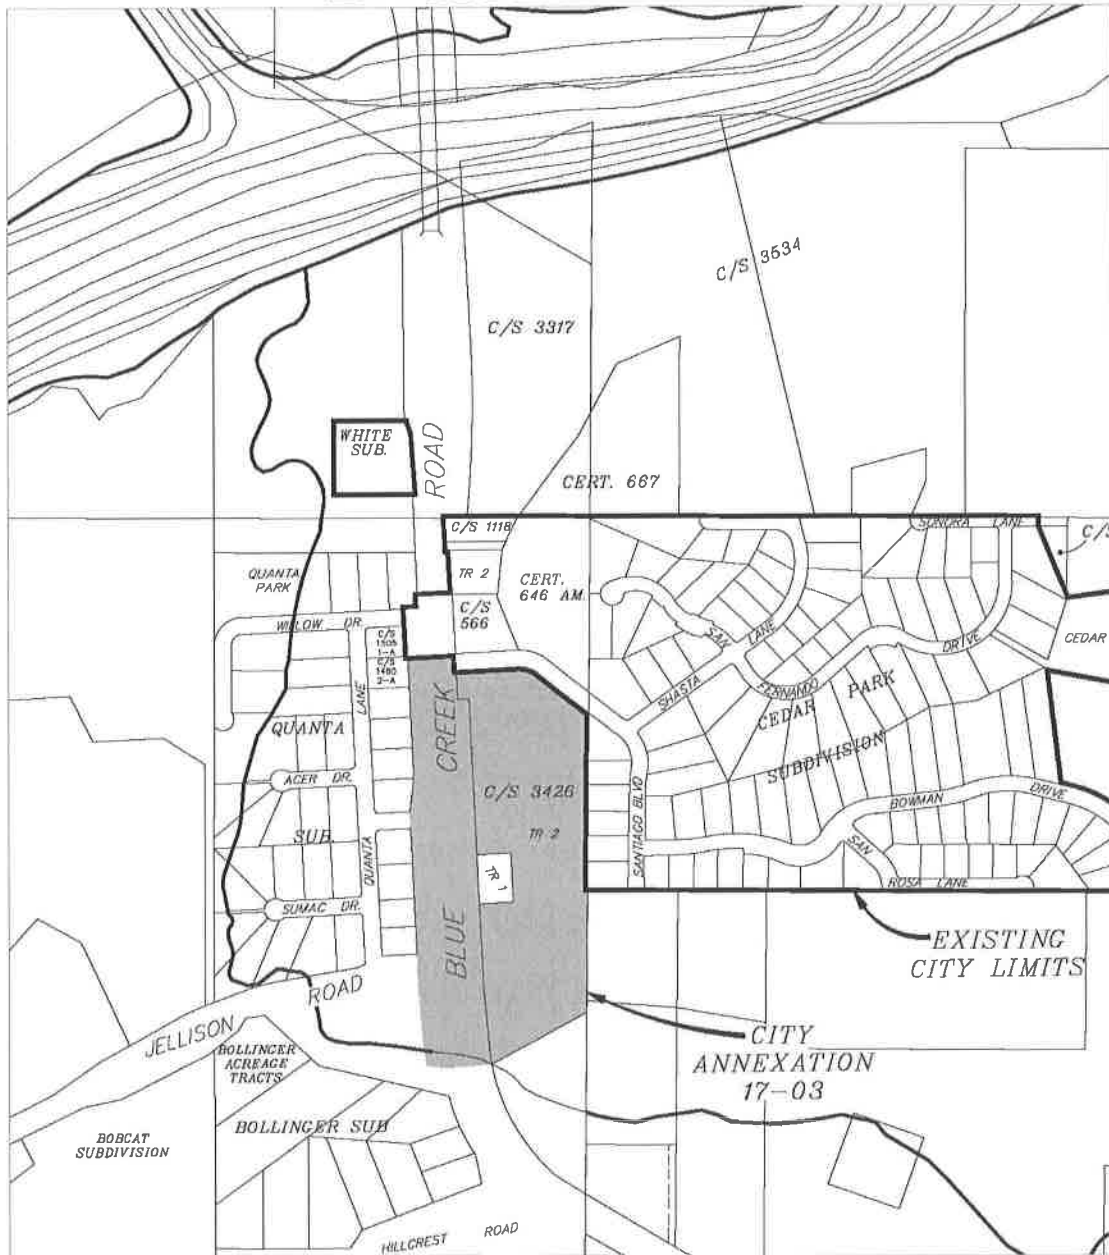 C/S 3534
C/S 3317
WHITE
SUB.
ROAD
CERT. 667
C/S 1118
SONORA LANE
C/S
QUANTA
PARK
TR 2
CERT.
646 AM.
C/S
566
WILLOW DR.
C/S
1505
1-A
C/S
1460
2-A
SAN
LANE
SHASTA
FERNANDO
DRIVE
CEDAR
CEDAR PARK
SUBDIVISION
LANE
QUANTA
CREEK
ACER DR.
C/S 3426
TR 2
SANTIAGO BLVD
BOWMAN DRIVE
SUB.
QUANTA
TR 1
SAN
ROSA LANE
SUMAC DR.
BLUE
EXISTING
CITY LIMITS
JELLISON ROAD
CITY
ANNEXATION
17-03
BOLLINGER
ACREAGE
TRACTS
BOLLINGER SUB
BOBCAT
SUBDIVISION
HILLCREST ROAD